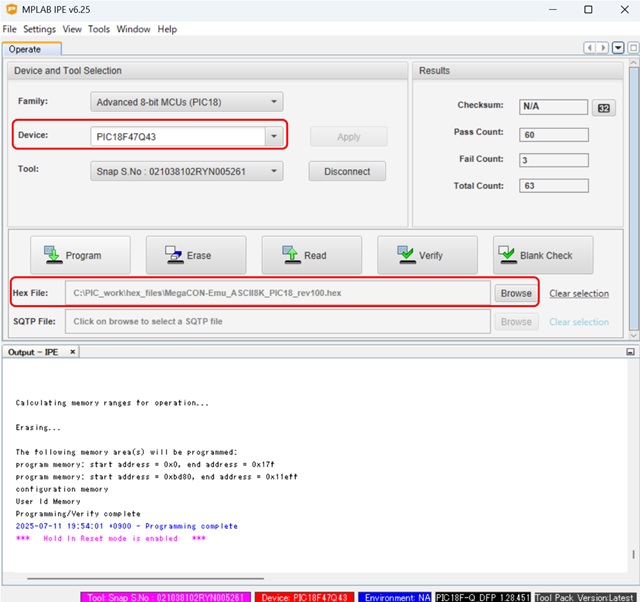 MPLAB IPE v6.25
File Settings View Tools Window Help
Operate
Device and Tool Selection
Results
Family:
Advanced 8-bit MCUs (PIC18)
Checksum:
N/A
32
Device:
PIC18F47Q43
Apply
Pass Count:
60
Fail Count:
3
Tool:
Snap S.No : 021038102RYN005261
Disconnect
Total Count:
63
Program
Erase
Read
Verify
Blank Check
Hex File:
C:\PIC_work\hex_files\MegaCON-Emu_ASCII8K_PIC18_rev100.hex
Browse
Clear selection
SQTP File:
Click on browse to select a SQTP file
Browse
Clear selection
Output - IPE ×
Calculating memory ranges for operation...
Erasing...
The following memory area(s) will be programmed:
program memory: start address = 0x0, end address = 0x17f
program memory: start address = 0xbd80, end address = 0x11eff
configuration memory
User Id Memory
Programming/Verify complete
2025-07-11 19:54:01 +0900 - Programming complete
*** Hold In Reset mode is enabled ***
Tool: Snap S.No : 021038102RYN005261
Device: PIC18F47Q43
Environment: NA
PIC18F-Q_DFP 1.28.451
Tool Pack Version:Latest